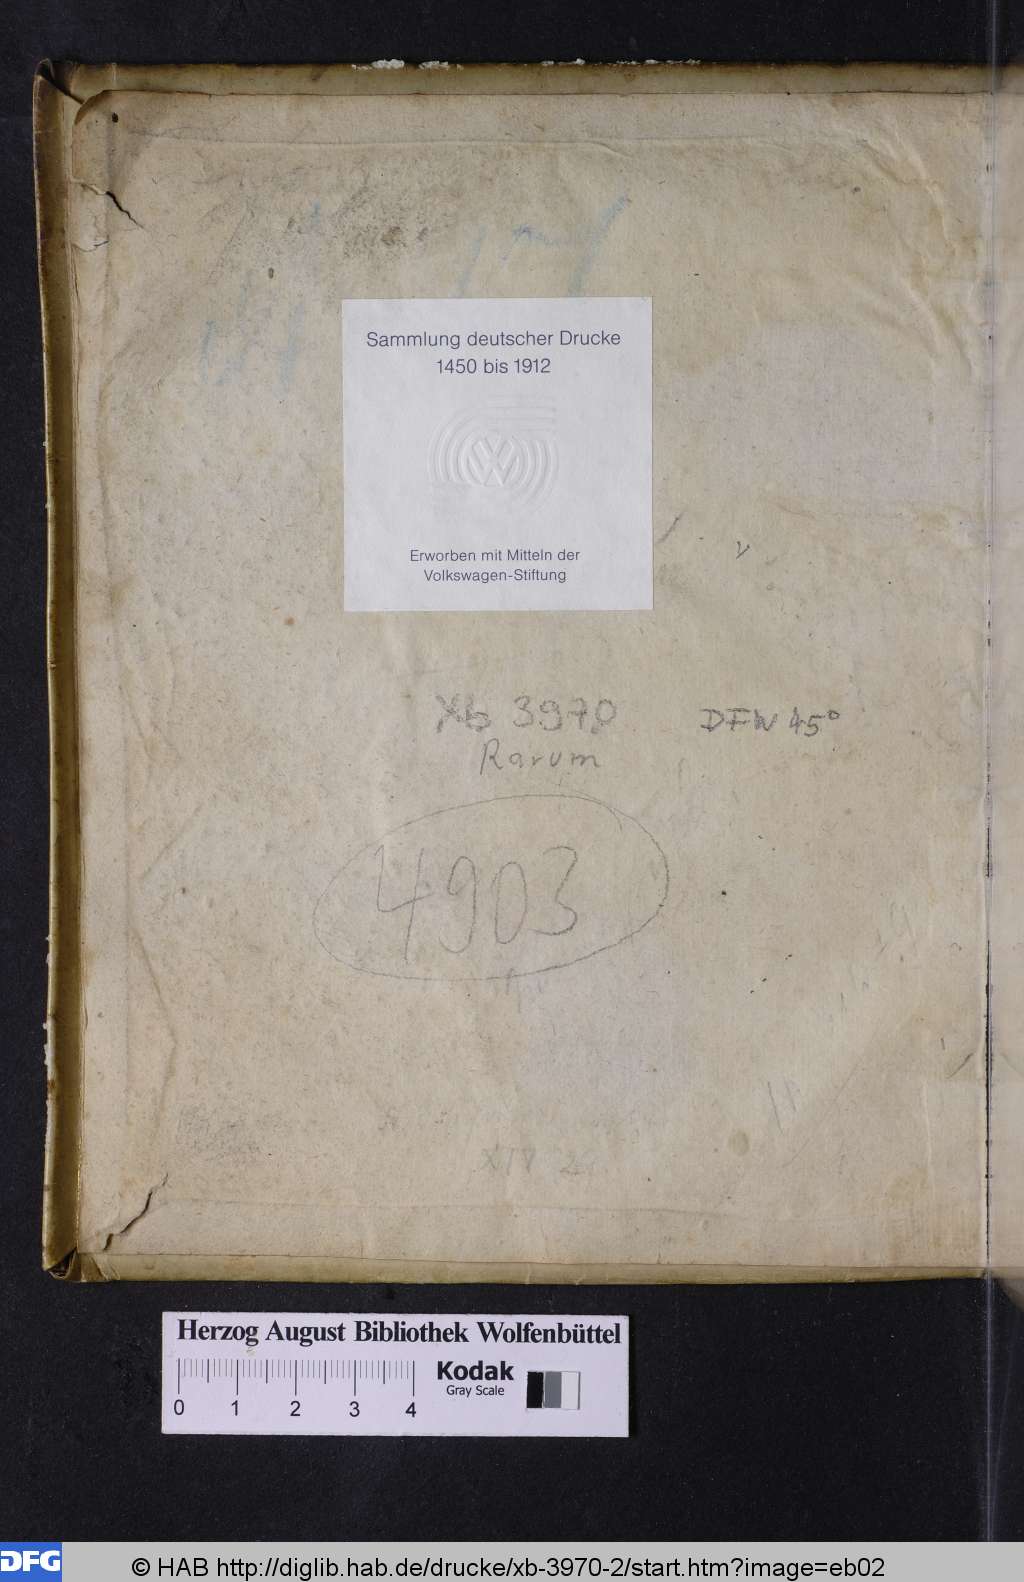 Sammlung deutscher Drucke
1450 bis 1912
Erworben mit Mitteln der
Volkswagen-Stiftung
Xb 3970
Rarum
DFW 45°
4903
Herzog August Bibliothek Wolfenbüttel
0 1 2 3 4
Kodak
Gray Scale
DFG
© HAB http://diglib.hab.de/drucke/xb-3970-2/start.htm?image=eb02